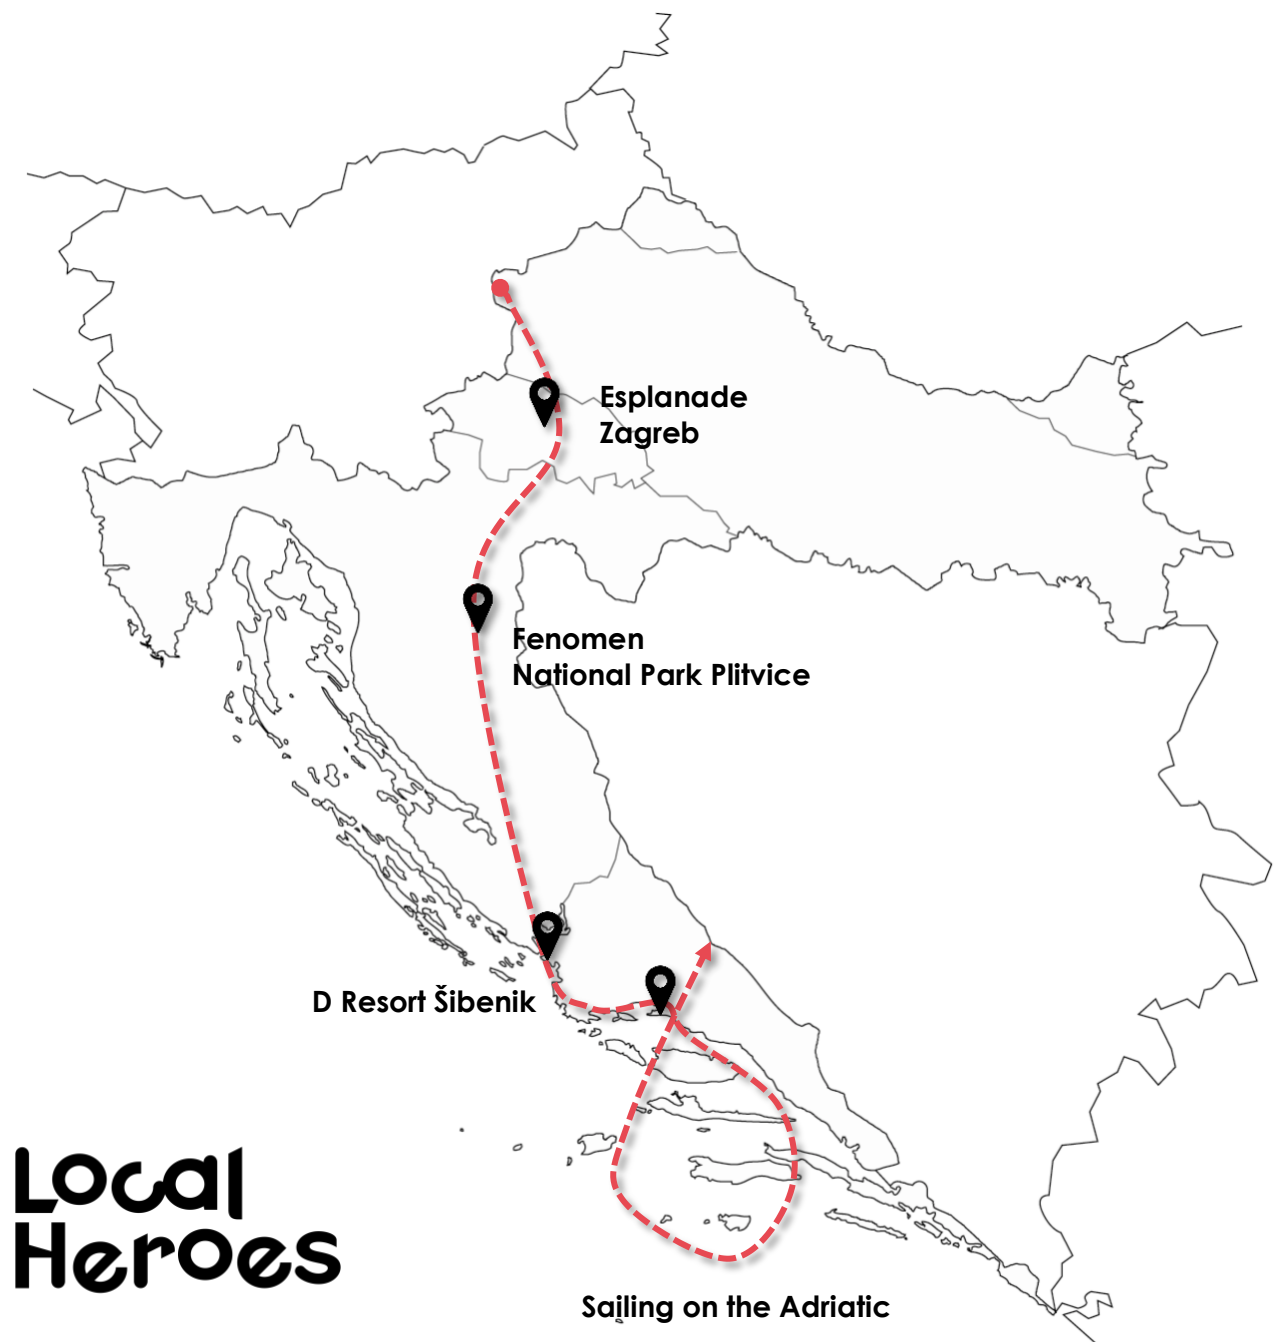 Esplanade
Zagreb
Fenomen
National Park Plitvice
D Resort Šibenik
Local
Heroes
Sailing on the Adriatic